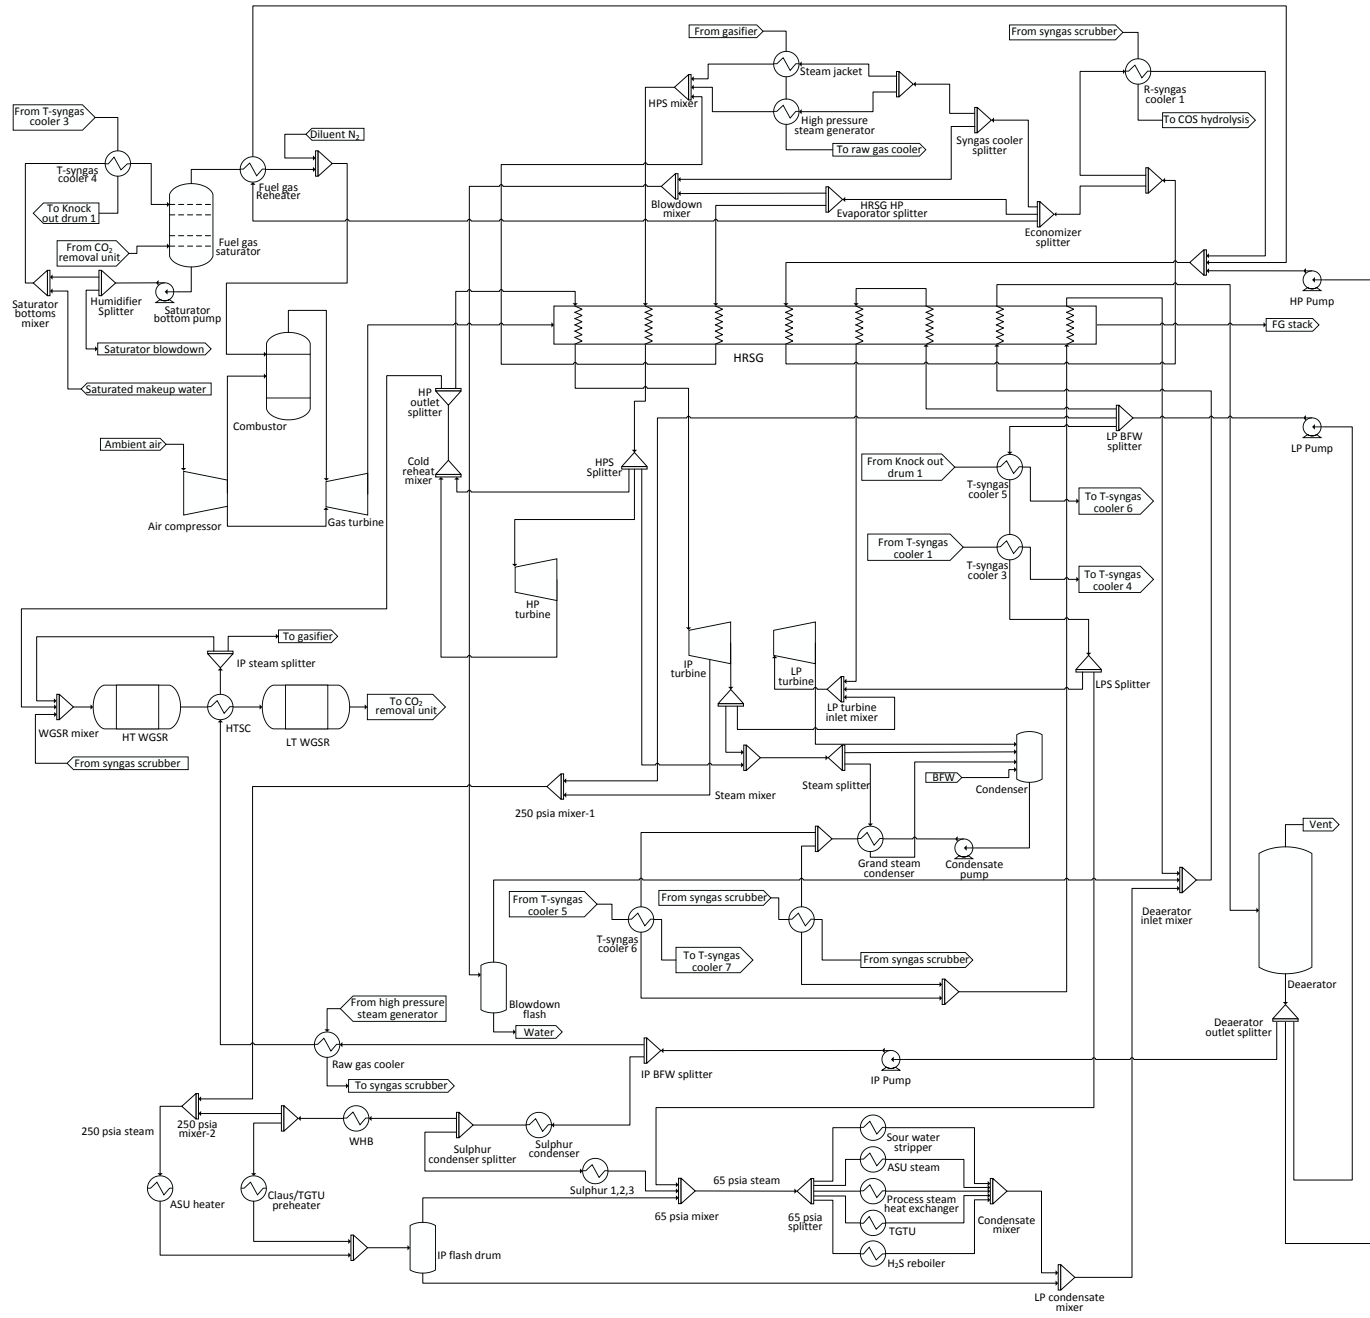 From gasifier
From syngas scrubber
Steam jacket
HPS mixer
R-syngas
cooler 1
From T-syngas
cooler 3
High pressure
steam generator
To COS hydrolysis
Diluent N₂
Syngas cooler
splitter
To raw gas cooler
T-syngas
cooler 4
Fuel gas
Reheater
Blowdown
mixer
HRSG HP
Evaporator splitter
To Knock
out drum 1
Economizer
splitter
From CO₂
removal unit
Fuel gas
saturator
Saturator
bottoms
mixer
Humidifier
Splitter
Saturator
bottom pump
HP Pump
FG stack
Saturator blowdown
HRSG
Saturated makeup water
HP
outlet
splitter
Combustor
LP BFW
splitter
LP Pump
Ambient air
Cold
reheat
mixer
HPS
Splitter
From Knock out
drum 1
T-syngas
cooler 5
To T-syngas
cooler 6
Air compressor
Gas turbine
From T-syngas
cooler 1
T-syngas
cooler 3
To T-syngas
cooler 4
HP
turbine
To gasifier
IP steam splitter
IP
turbine
LP
turbine
LPS Splitter
LP turbine
inlet mixer
To CO₂
removal unit
WGSR mixer
HT WGSR
HTSC
LT WGSR
From syngas scrubber
BFW
Condenser
Steam mixer
Steam splitter
250 psia mixer-1
Vent
Grand steam
condenser
Condensate
pump
From T-syngas
cooler 5
From syngas scrubber
Deaerator
inlet mixer
T-syngas
cooler 6
To T-syngas
cooler 7
From syngas scrubber
Deaerator
Blowdown
flash
Water
From high pressure
steam generator
Deaerator
outlet splitter
Raw gas cooler
IP BFW splitter
IP Pump
To syngas scrubber
250 psia steam
250 psia
mixer-2
WHB
Sulphur
condenser splitter
Sulphur
condenser
Sour water
stripper
ASU steam
ASU heater
Claus/TGTU
preheater
Sulphur 1,2,3
65 psia steam
65 psia mixer
65 psia
splitter
Process steam
heat exchanger
Condensate
mixer
TGTU
IP flash drum
H₂S reboiler
LP condensate
mixer